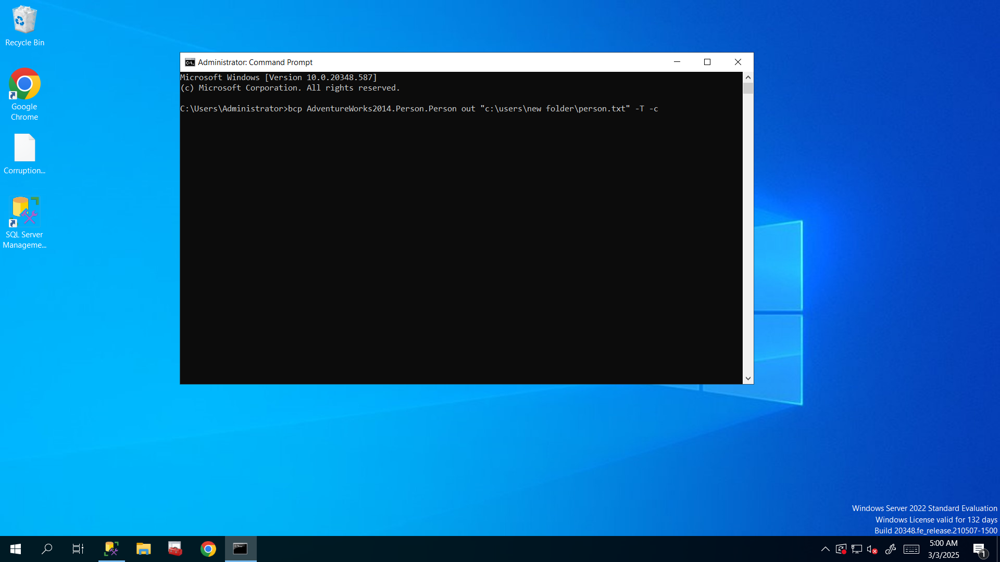 Recycle Bin
Google
Chrome
Corruption...
SQL Server
Manageme...
Administrator: Command Prompt
Microsoft Windows [Version 10.0.20348.587]
(c) Microsoft Corporation. All rights reserved.
C:\Users\Administrator>bcp AdventureWorks2014.Person.Person out "c:\users\new folder\person.txt" -T -c
Windows Server 2022 Standard Evaluation
Windows License valid for 132 days
Build 20348.fe_release.210507-1500
5:00 AM
3/3/2025
1